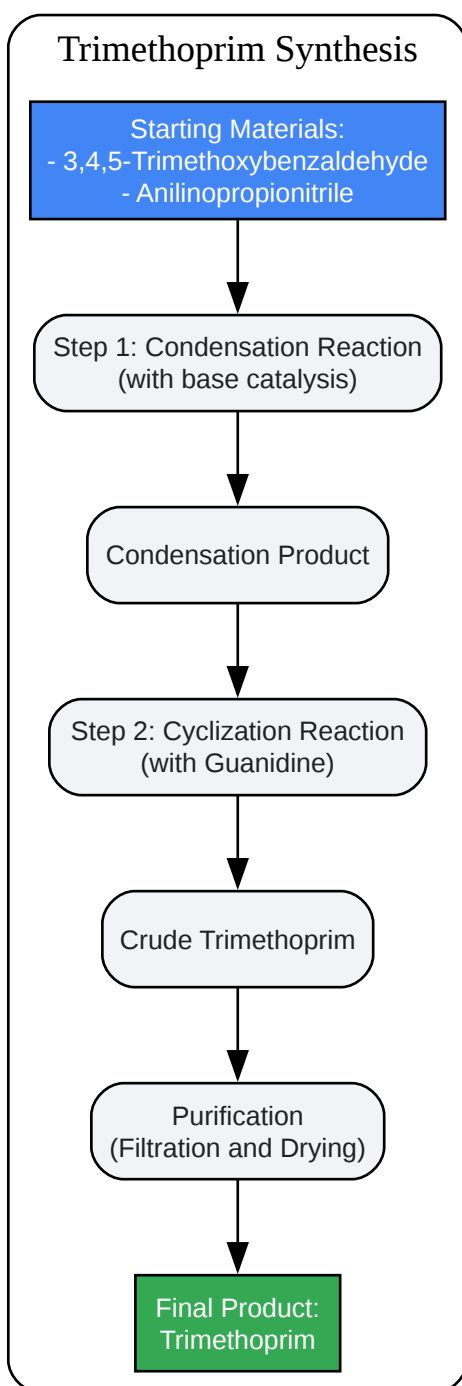 Trimethoprim Synthesis
Starting Materials:
- 3,4,5-Trimethoxybenzaldehyde
- Anilinopropionitrile
Step 1: Condensation Reaction
(with base catalysis)
Condensation Product
Step 2: Cyclization Reaction
(with Guanidine)
Crude Trimethoprim
Purification
(Filtration and Drying)
Final Product:
Trimethoprim